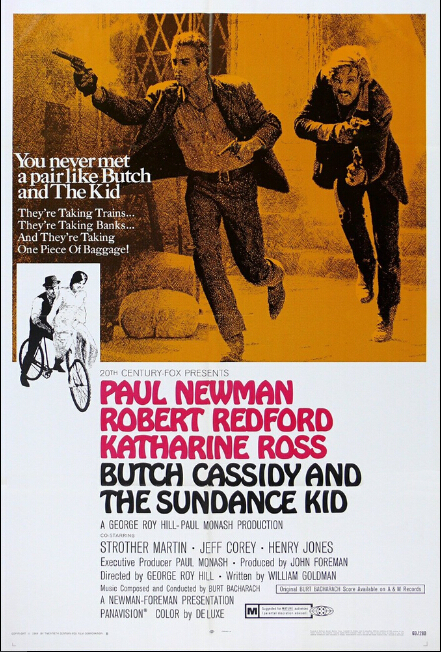 You never met
a pair like Butch
and The Kid
They're Taking Trains...
They're Taking Banks...
And They're Taking
One Piece Of Baggage!
20TH CENTURY-FOX PRESENTS
PAUL NEWMAN
ROBERT REDFORD
KATHARINE ROSS
BUTCH CASSIDY AND
THE SUNDANCE KID
A GEORGE ROY HILL-PAUL MONASH PRODUCTION
CO-STARRING
STROTHER MARTIN · JEFF COREY · HENRY JONES
Executive Producer PAUL MONASH · Produced by JOHN FOREMAN
Directed by GEORGE ROY HILL · Written by WILLIAM GOLDMAN
Music Composed and Conducted by BURT BACHARACH
Original BURT BACHARACH Score Available on A & M Records
A NEWMAN-FOREMAN PRESENTATION
PANAVISION® COLOR by DE LUXE
M